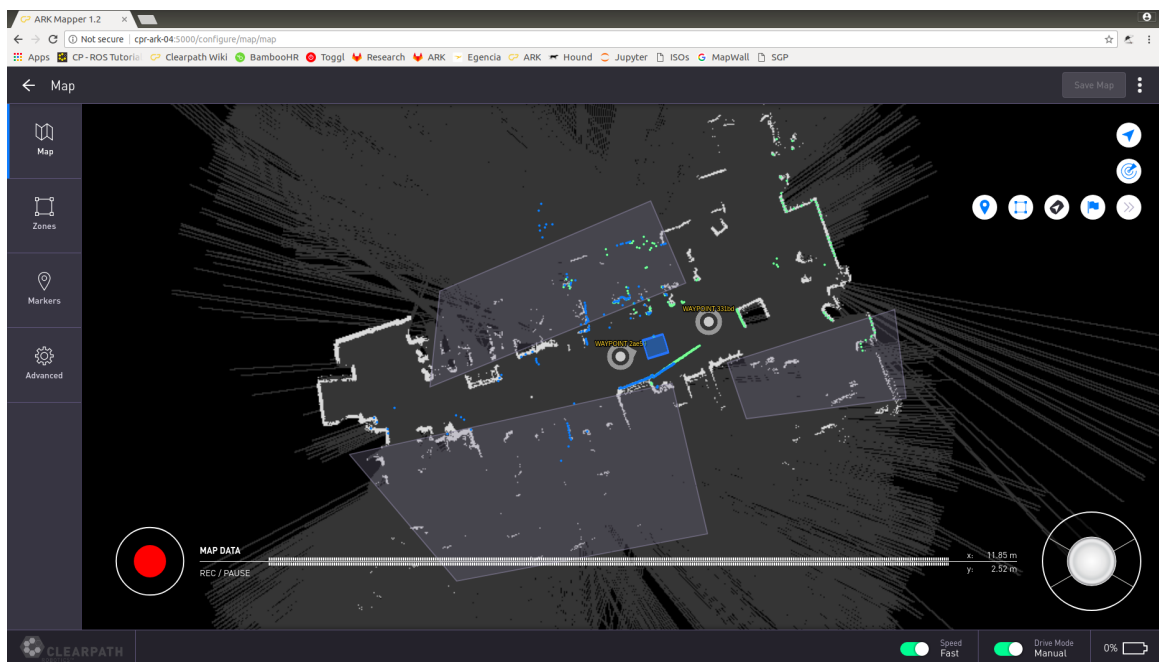 ARK Mapper 1.2
Not secure | cpr-ark-04:5000/configure/map/map
Apps CP - ROS Tutorial Clearpath Wiki BambooHR Toggl Research ARK Egencia ARK Hound Jupyter ISOs MapWall SGP
Map Save Map
Map
Zones
Markers
Advanced
WAYPOINT 331bd
WAYPOINT 2ae5
MAP DATA
REC / PAUSE
x: 11.85 m
y: 2.52 m
CLEARPATH
Speed
Fast
Drive Mode
Manual
0%